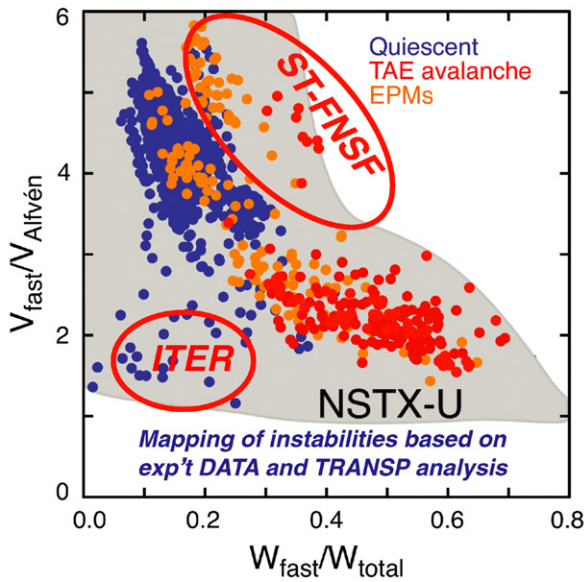 6
Quiescent
TAE avalanche
EPMs
ST-FNSF
4
V_fast/V_Alfvén
2
ITER
NSTX-U
Mapping of instabilities based on
exp't DATA and TRANSP analysis
0
0.0 0.2 0.4 0.6 0.8
W_fast/W_total